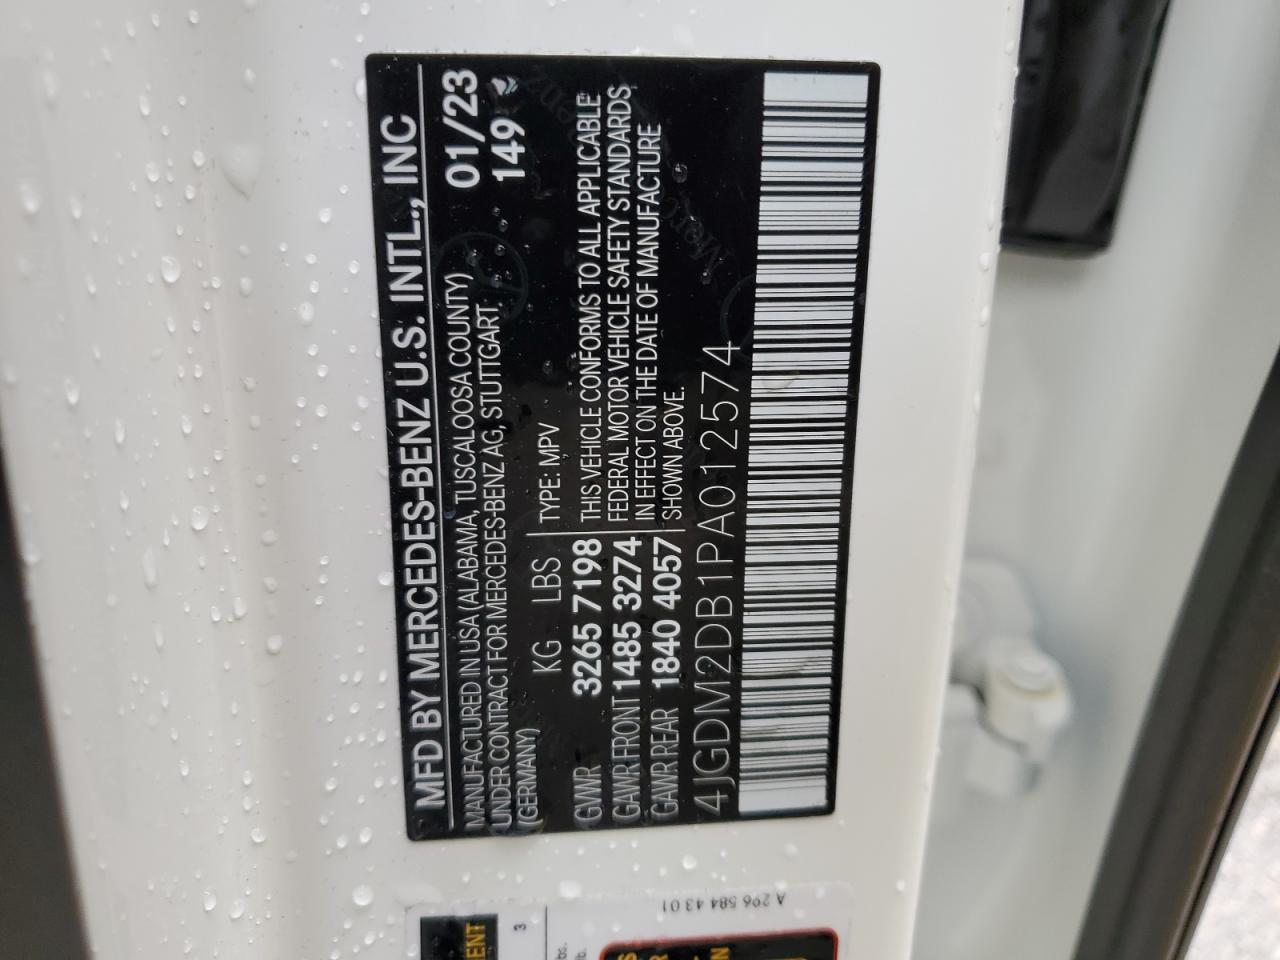 MFD BY MERCEDES-BENZ U.S. INTL., INC
MANUFACTURED IN USA (ALABAMA, TUSCALOOSA COUNTY) 01/23
UNDER CONTRACT FOR MERCEDES-BENZ AG, STUTTGART. 149
(GERMANY)
KG LBS TYPE: MPV
GVWR 3265 7198 THIS VEHICLE CONFORMS TO ALL APPLICABLE
GAWR FRONT 1485 3274 FEDERAL MOTOR VEHICLE SAFETY STANDARDS
GAWR REAR 1840 4057 IN EFFECT ON THE DATE OF MANUFACTURE
SHOWN ABOVE.
4JGDM2DB1PA012574
A 296 584 43 01
3